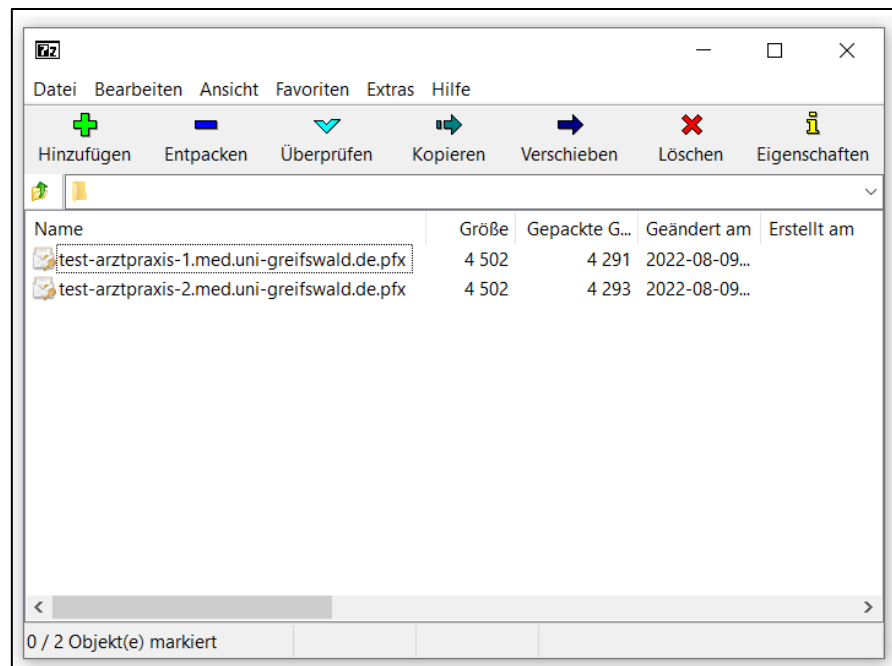 7z
Datei Bearbeiten Ansicht Favoriten Extras Hilfe
Hinzufügen Entpacken Überprüfen Kopieren Verschieben Löschen Eigenschaften
Name Größe Gepackte G... Geändert am Erstellt am
test-arztpraxis-1.med.uni-greifswald.de.pfx 4 502 4 291 2022-08-09...
test-arztpraxis-2.med.uni-greifswald.de.pfx 4 502 4 293 2022-08-09...
0 / 2 Objekt(e) markiert